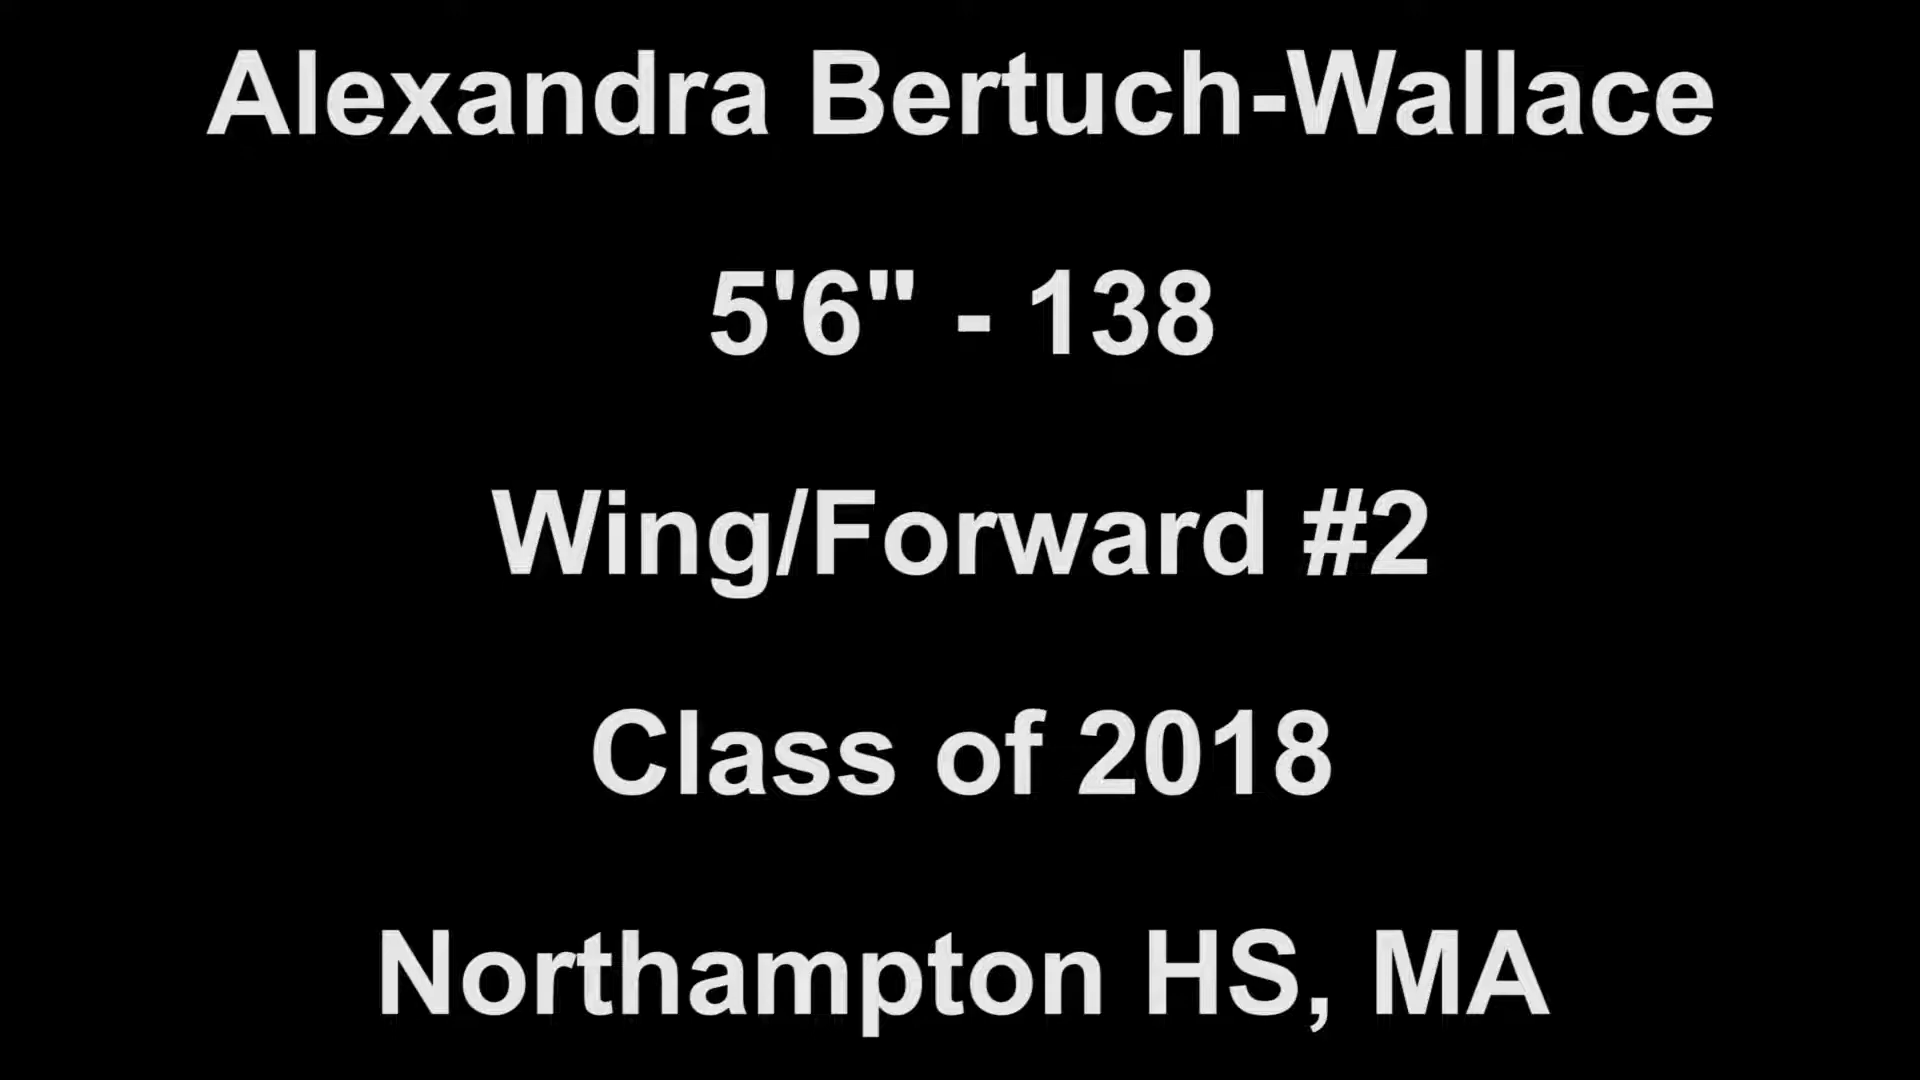 Alexandra Bertuch-Wallace
5'6" - 138
Wing/Forward #2
Class of 2018
Northampton HS, MA